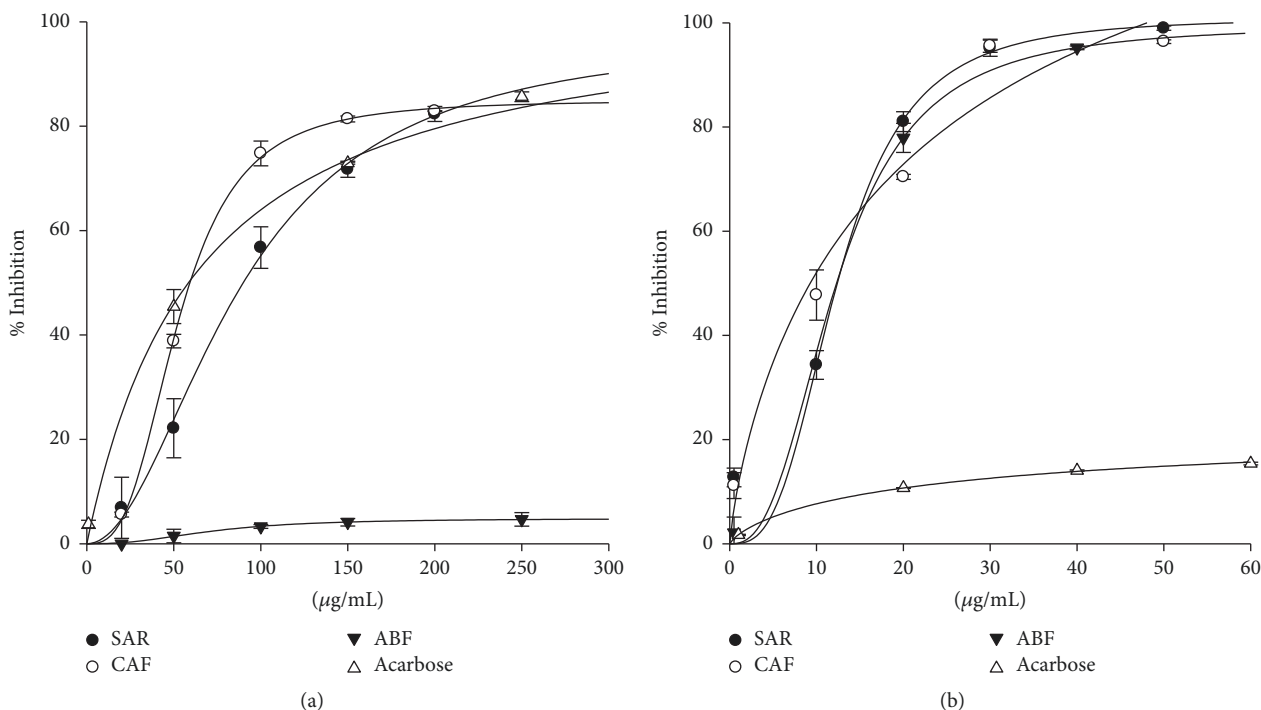 100
80
60
40
20
0
% Inhibition
0 50 100 150 200 250 300
(µg/mL)
SAR ABF
CAF Acarbose
(a)
100
80
60
40
20
0
% Inhibition
0 10 20 30 40 50 60
(µg/mL)
SAR ABF
CAF Acarbose
(b)